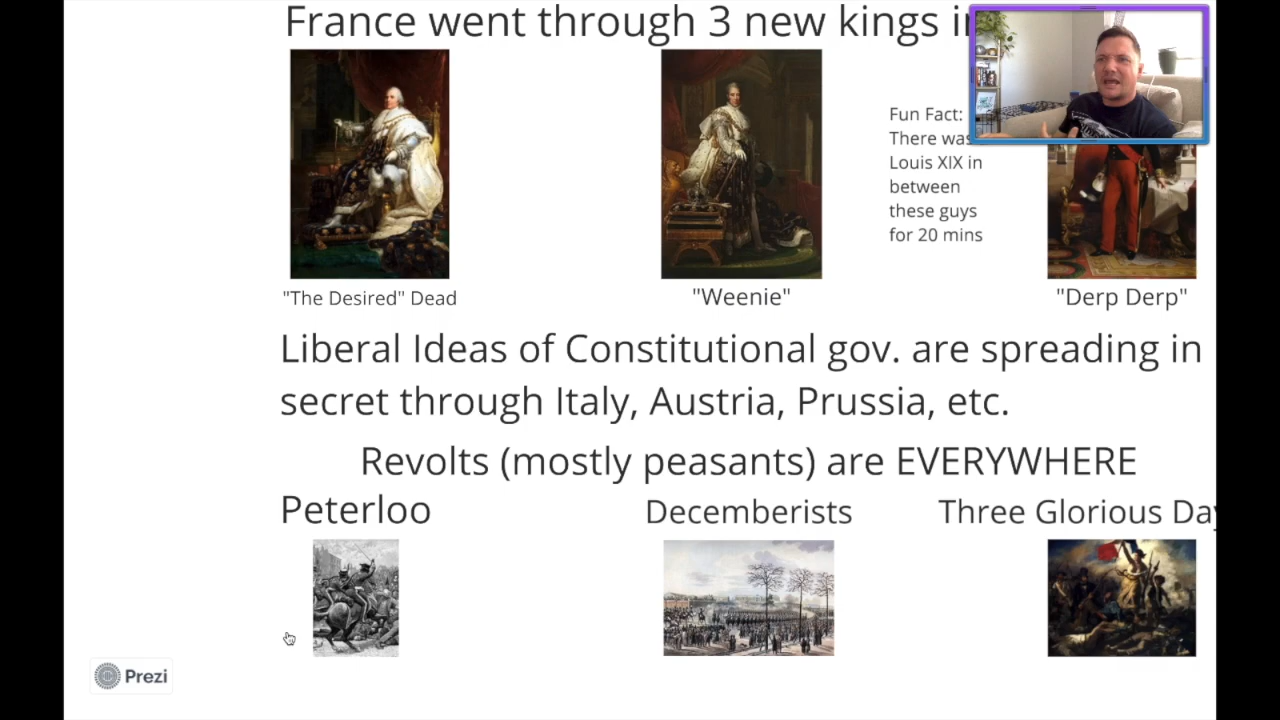 France went through 3 new kings
Fun Fact:
There was
Louis XIX in
between
these guys
for 20 mins
"The Desired" Dead
"Weenie"
"Derp Derp"
Liberal Ideas of Constitutional gov. are spreading in
secret through Italy, Austria, Prussia, etc.
Revolts (mostly peasants) are EVERYWHERE
Peterloo
Decemberists
Three Glorious Day
Prezi